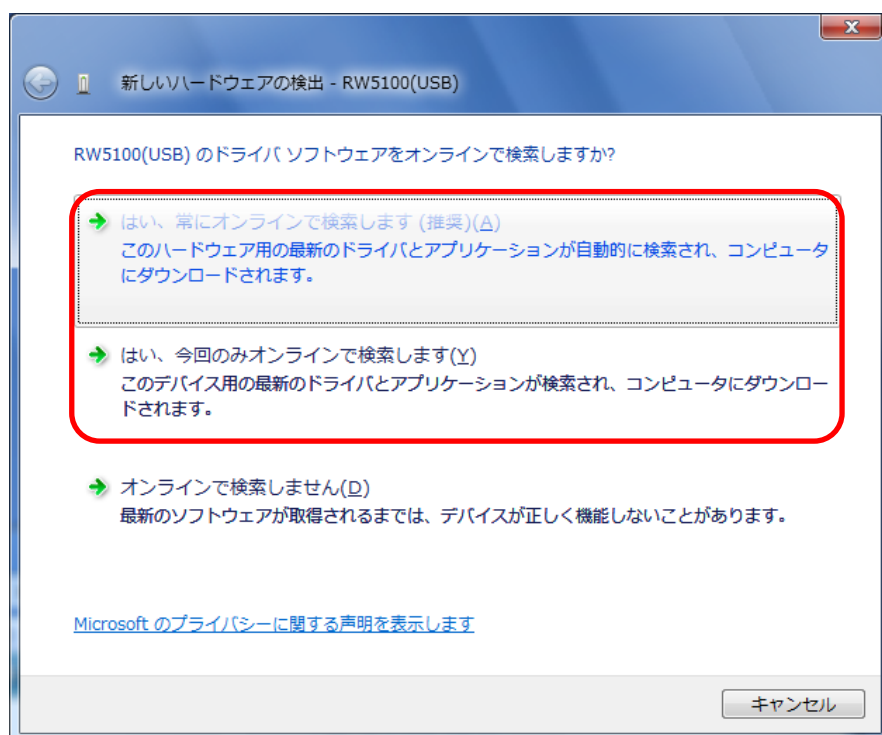 新しいハードウェアの検出 - RW5100(USB)
RW5100(USB) のドライバ ソフトウェアをオンラインで検索しますか?
はい、常にオンラインで検索します (推奨)(A)
このハードウェア用の最新のドライバとアプリケーションが自動的に検索され、コンピュータ
にダウンロードされます。
はい、今回のみオンラインで検索します(Y)
このデバイス用の最新のドライバとアプリケーションが検索され、コンピュータにダウンロー
ドされます。
オンラインで検索しません(D)
最新のソフトウェアが取得されるまでは、デバイスが正しく機能しないことがあります。
Microsoft のプライバシーに関する声明を表示します
キャンセル